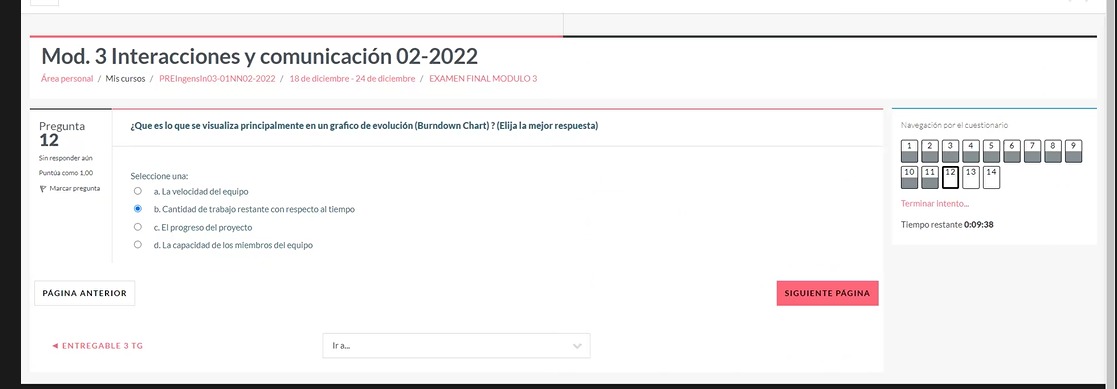 Mod. 3 Interacciones y comunicación 02-2022
Área personal / Mis cursos / PREIngensIn03-01NN02-2022 / 18 de diciembre - 24 de diciembre / EXAMEN FINAL MODULO 3
Pregunta
12
Sin responder aún
Puntúa como 1,00
Marcar pregunta
¿Que es lo que se visualiza principalmente en un grafico de evolución (Burndown Chart) ? (Elija la mejor respuesta)
Seleccione una:
a. La velocidad del equipo
b. Cantidad de trabajo restante con respecto al tiempo
c. El progreso del proyecto
d. La capacidad de los miembros del equipo
PÁGINA ANTERIOR
SIGUIENTE PÁGINA
◄ ENTREGABLE 3 TG
Ir a...
Navegación por el cuestionario
1 2 3 4 5 6 7 8 9
10 11 12 13 14
Terminar intento...
Tiempo restante 0:09:38